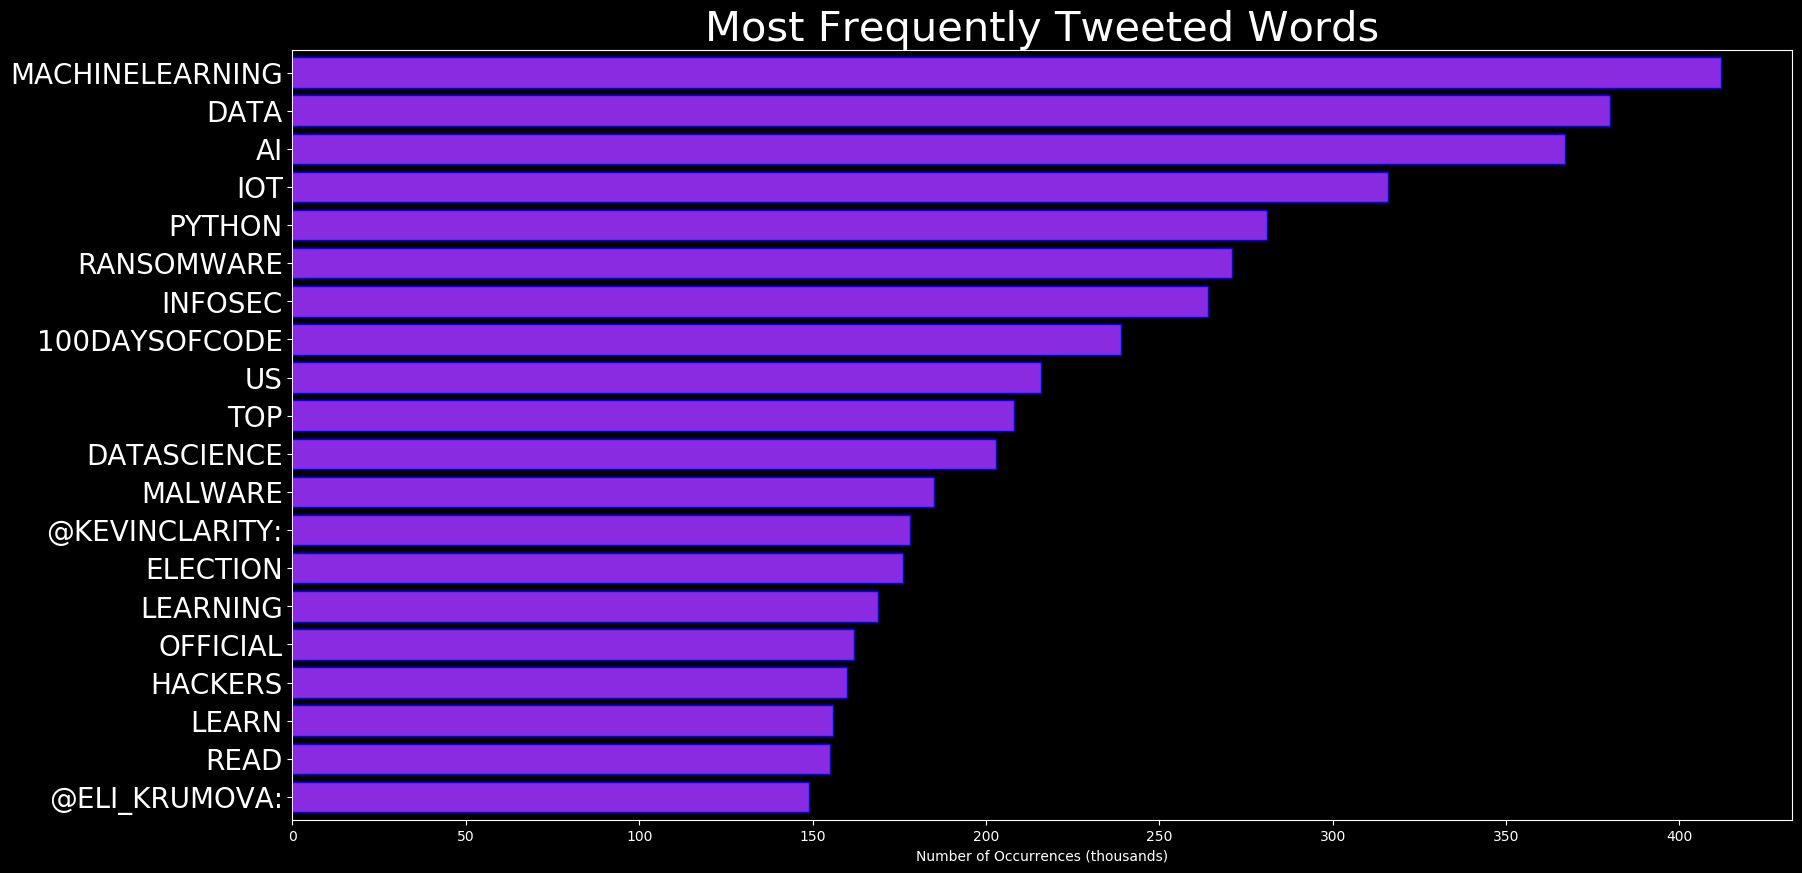 Most Frequently Tweeted Words
MACHINELEARNING
DATA
AI
IOT
PYTHON
RANSOMWARE
INFOSEC
100DAYSOFCODE
US
TOP
DATASCIENCE
MALWARE
@KEVINCLARITY:
ELECTION
LEARNING
OFFICIAL
HACKERS
LEARN
READ
@ELI_KRUMOVA:
0 50 100 150 200 250 300 350 400
Number of Occurrences (thousands)